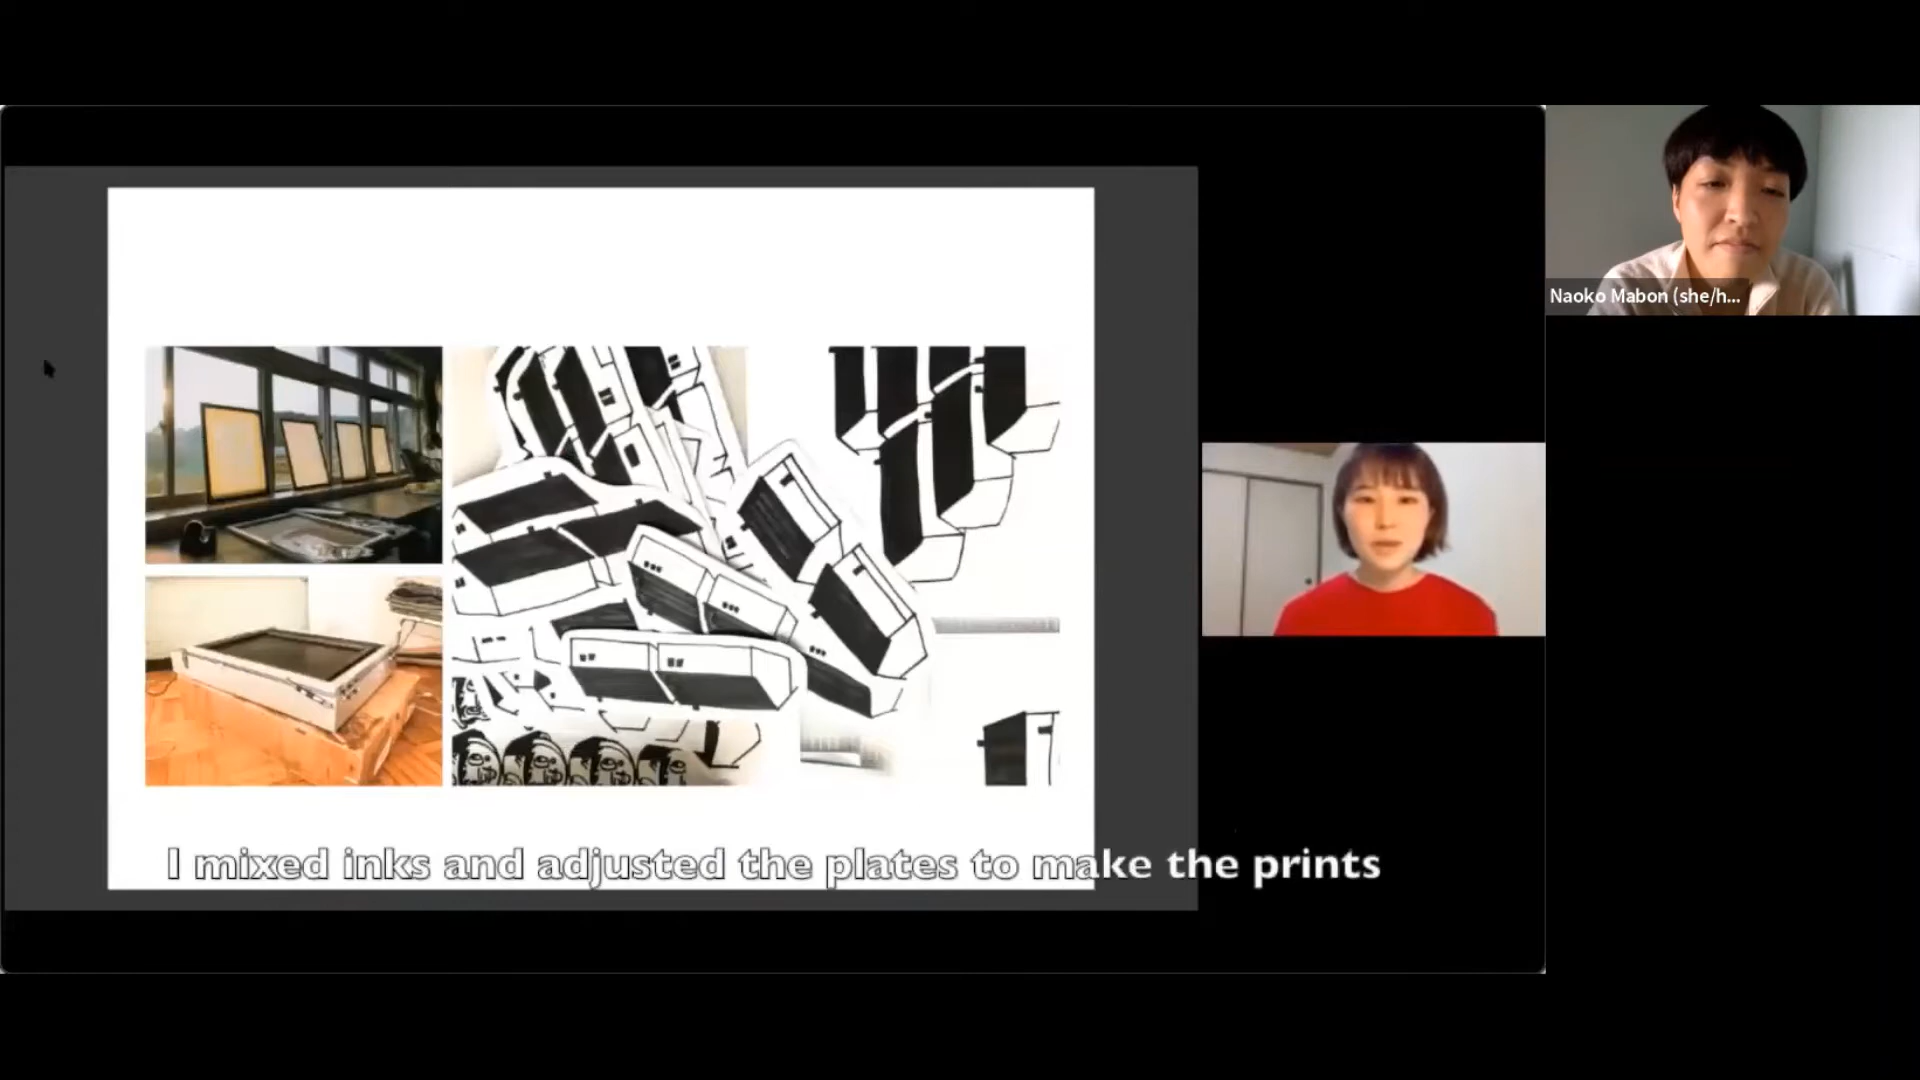 Naoko Mabon (she/h...
I mixed inks and adjusted the plates to make the prints